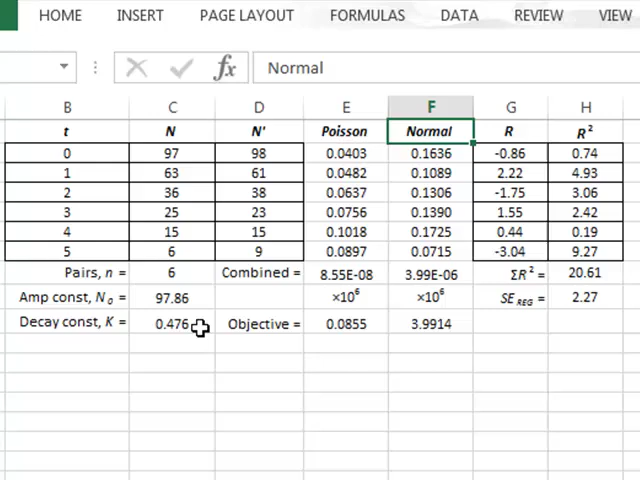 HOME INSERT PAGE LAYOUT FORMULAS DATA REVIEW VIEW
fx Normal
B C D E F G H
t N N' Poisson Normal R R²
0 97 98 0.0403 0.1636 -0.86 0.74
1 63 61 0.0482 0.1089 2.22 4.93
2 36 38 0.0637 0.1306 -1.75 3.06
3 25 23 0.0756 0.1390 1.55 2.42
4 15 15 0.1018 0.1725 0.44 0.19
5 6 9 0.0897 0.0715 -3.04 9.27
Pairs, n = 6 Combined = 8.55E-08 3.99E-06 ΣR² = 20.61
Amp const, N₀ = 97.86 ×10⁶ ×10⁶ SE REG = 2.27
Decay const, K = 0.476 Objective = 0.0855 3.9914